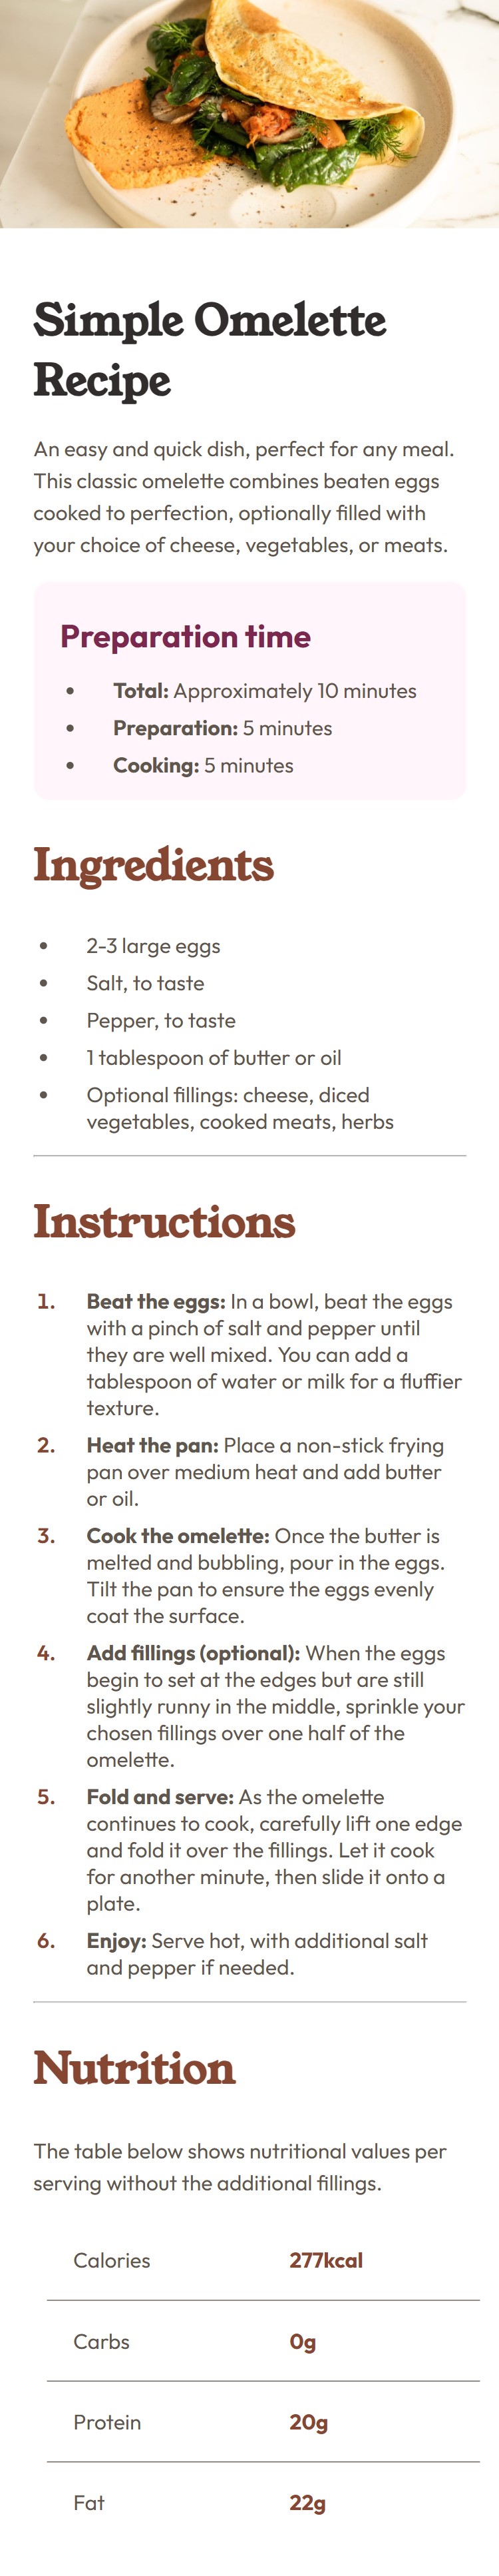 Simple Omelette
Recipe
An easy and quick dish, perfect for any meal.
This classic omelette combines beaten eggs
cooked to perfection, optionally filled with
your choice of cheese, vegetables, or meats.
Preparation time
• Total: Approximately 10 minutes
• Preparation: 5 minutes
• Cooking: 5 minutes
Ingredients
• 2-3 large eggs
• Salt, to taste
• Pepper, to taste
• 1 tablespoon of butter or oil
• Optional fillings: cheese, diced
vegetables, cooked meats, herbs
Instructions
1. Beat the eggs: In a bowl, beat the eggs
with a pinch of salt and pepper until
they are well mixed. You can add a
tablespoon of water or milk for a fluffier
texture.
2. Heat the pan: Place a non-stick frying
pan over medium heat and add butter
or oil.
3. Cook the omelette: Once the butter is
melted and bubbling, pour in the eggs.
Tilt the pan to ensure the eggs evenly
coat the surface.
4. Add fillings (optional): When the eggs
begin to set at the edges but are still
slightly runny in the middle, sprinkle your
chosen fillings over one half of the
omelette.
5. Fold and serve: As the omelette
continues to cook, carefully lift one edge
and fold it over the fillings. Let it cook
for another minute, then slide it onto a
plate.
6. Enjoy: Serve hot, with additional salt
and pepper if needed.
Nutrition
The table below shows nutritional values per
serving without the additional fillings.
Calories 277kcal
Carbs 0g
Protein 20g
Fat 22g